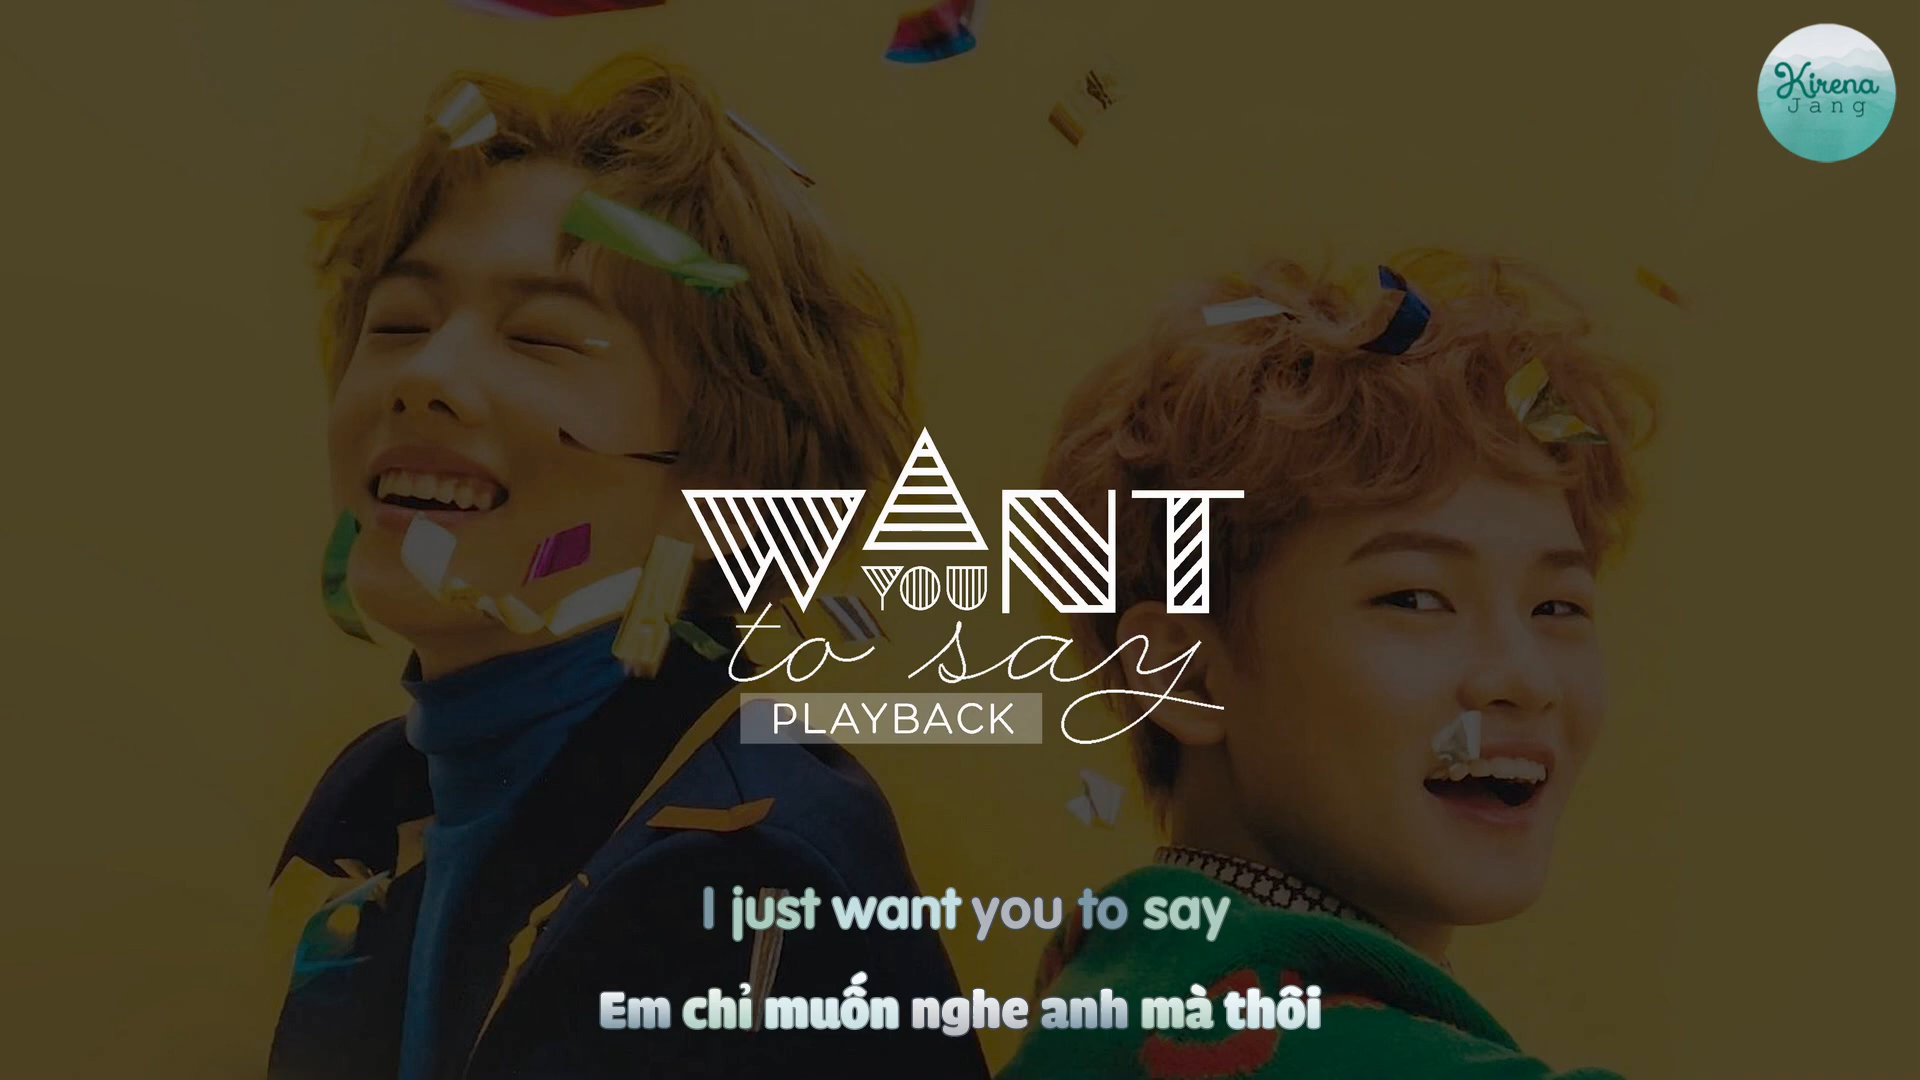 Kirena
Jang
WANT
YOU
to say
PLAYBACK
I just want you to say
Em chỉ muốn nghe anh mà thôi